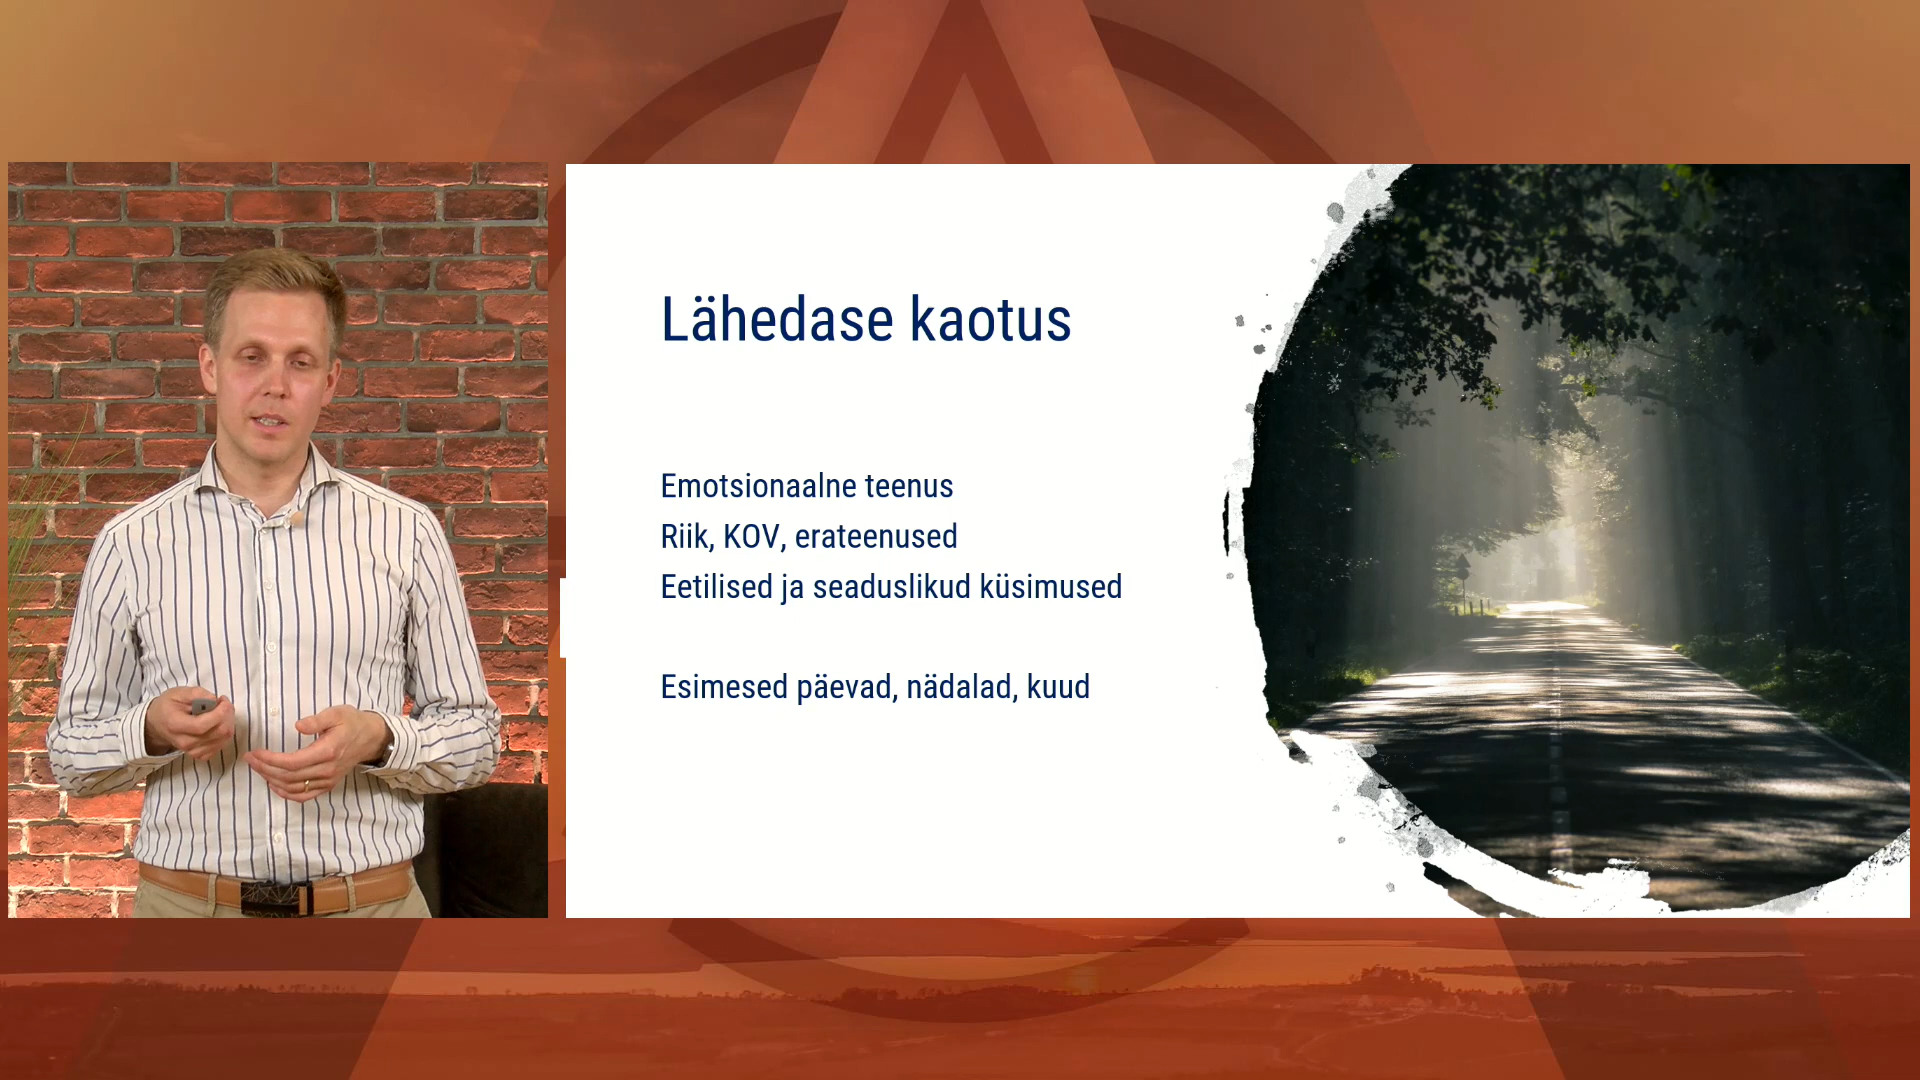 Lähedase kaotus
Emotsionaalne teenus
Riik, KOV, erateenused
Eetilised ja seaduslikud küsimused
Esimesed päevad, nädalad, kuud